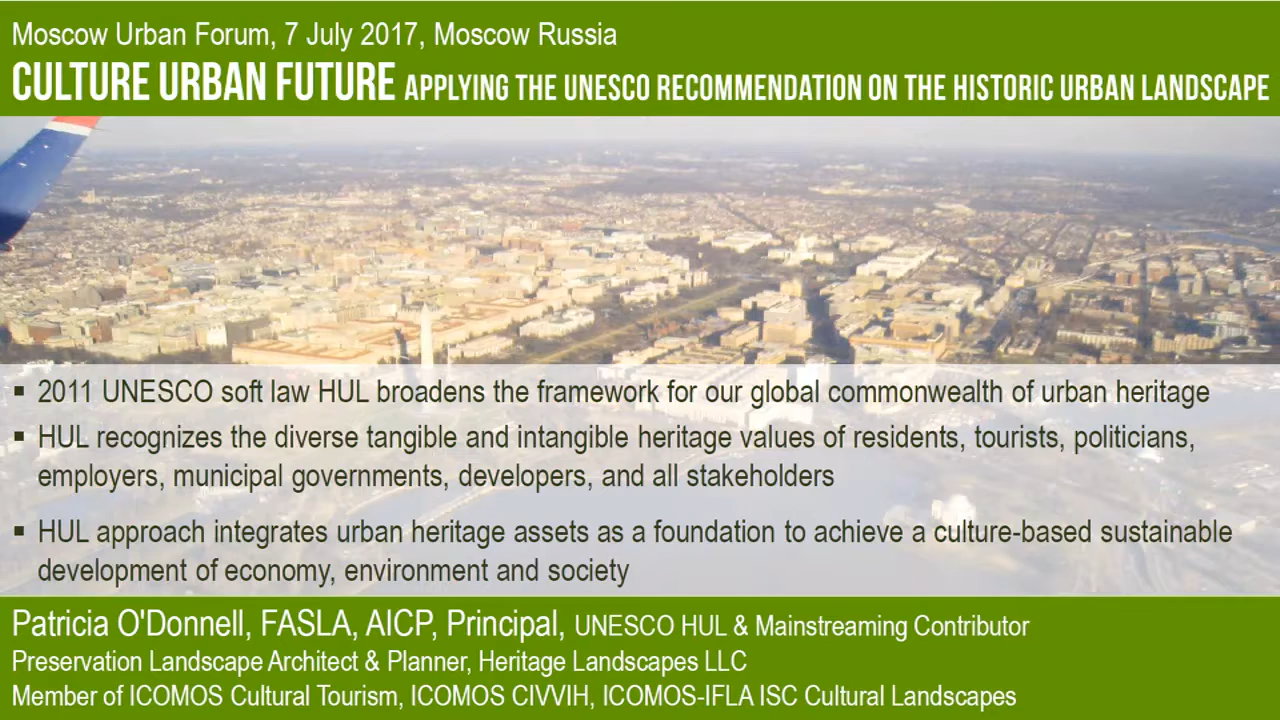 Moscow Urban Forum, 7 July 2017, Moscow Russia
CULTURE URBAN FUTURE APPLYING THE UNESCO RECOMMENDATION ON THE HISTORIC URBAN LANDSCAPE
▪ 2011 UNESCO soft law HUL broadens the framework for our global commonwealth of urban heritage
▪ HUL recognizes the diverse tangible and intangible heritage values of residents, tourists, politicians,
employers, municipal governments, developers, and all stakeholders
▪ HUL approach integrates urban heritage assets as a foundation to achieve a culture-based sustainable
development of economy, environment and society
Patricia O'Donnell, FASLA, AICP, Principal, UNESCO HUL & Mainstreaming Contributor
Preservation Landscape Architect & Planner, Heritage Landscapes LLC
Member of ICOMOS Cultural Tourism, ICOMOS CIVVIH, ICOMOS-IFLA ISC Cultural Landscapes